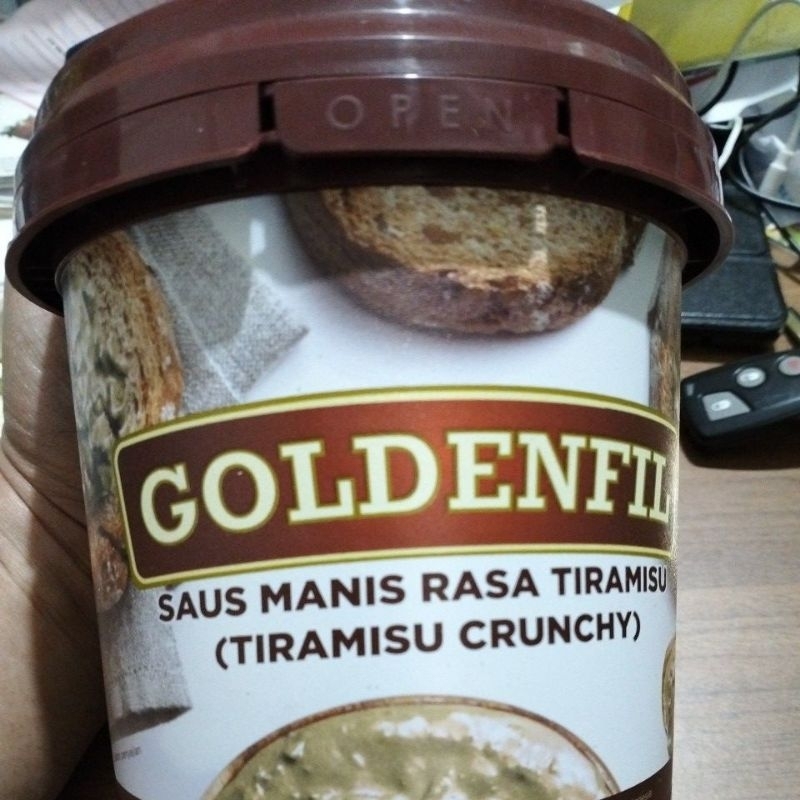 OPEN
GOLDENFIL
SAUS MANIS RASA TIRAMISU
(TIRAMISU CRUNCHY)